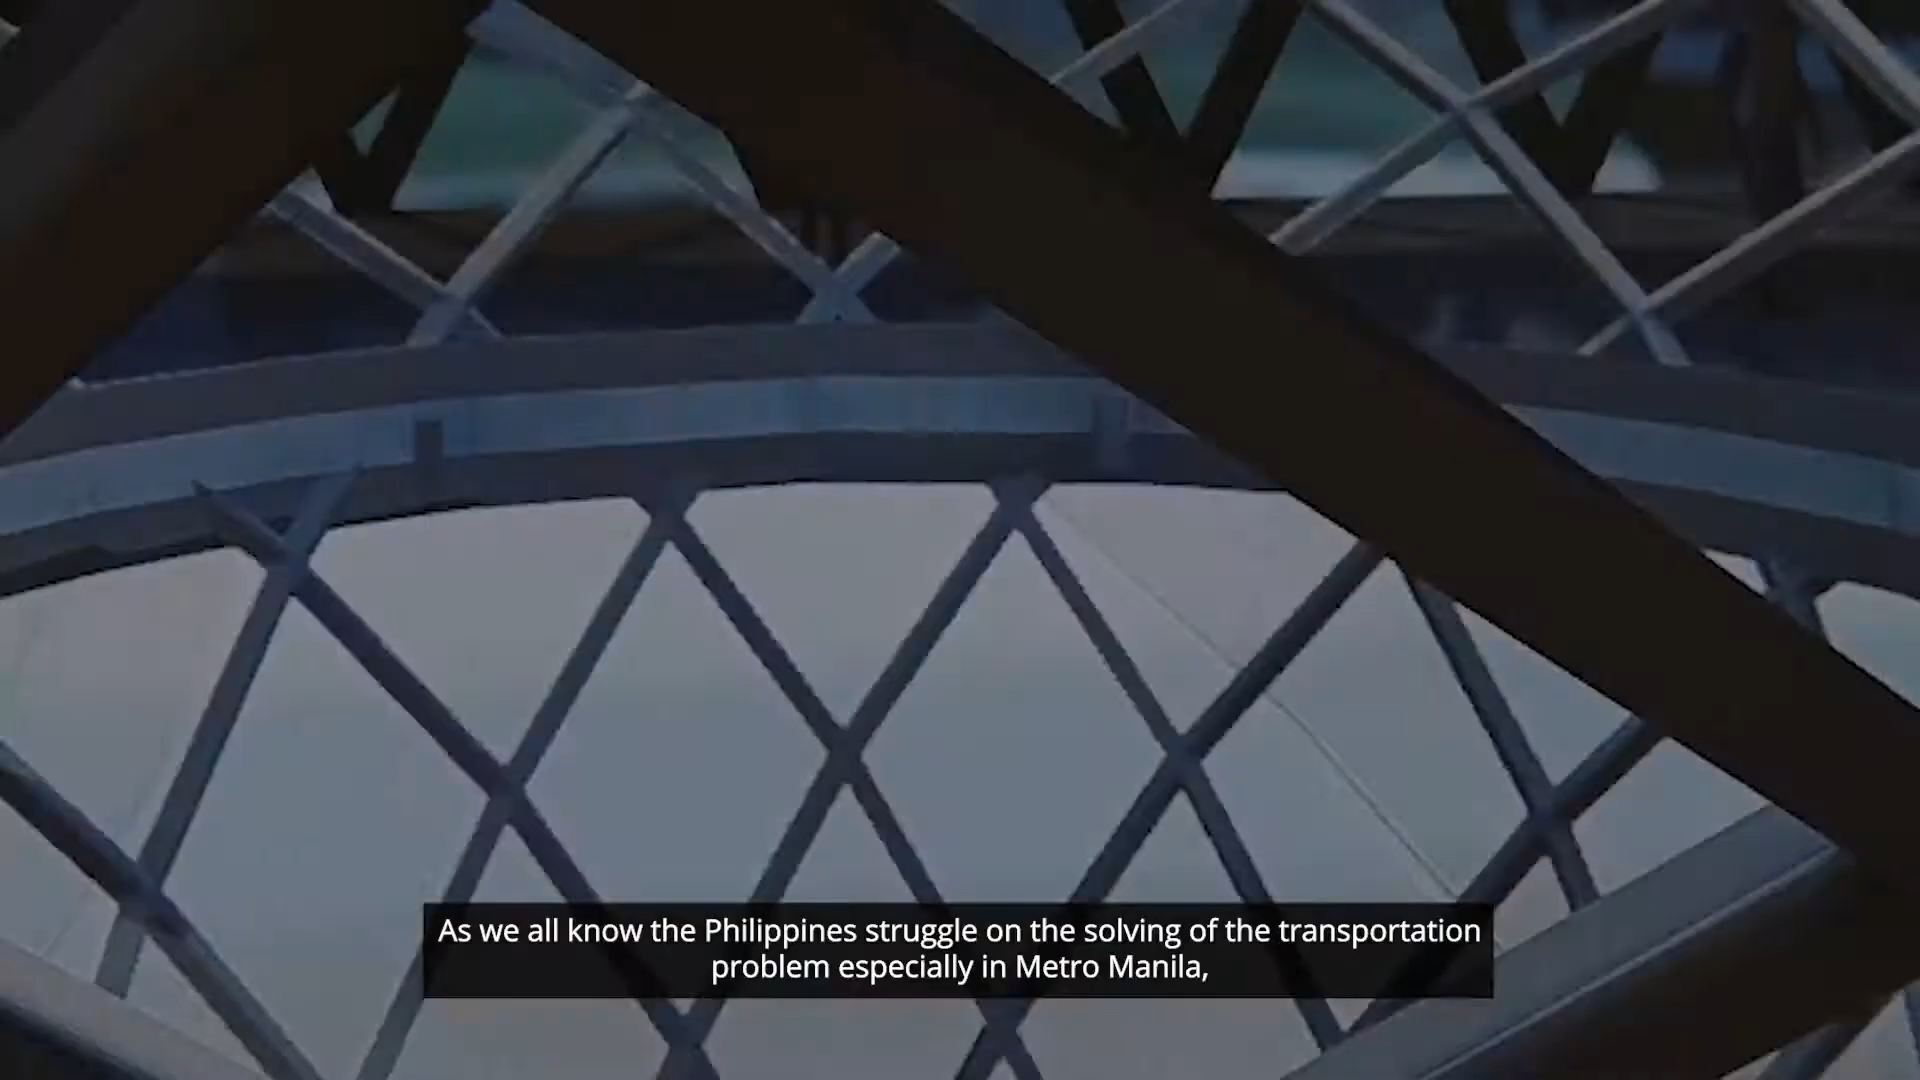 As we all know the Philippines struggle on the solving of the transportation
problem especially in Metro Manila,